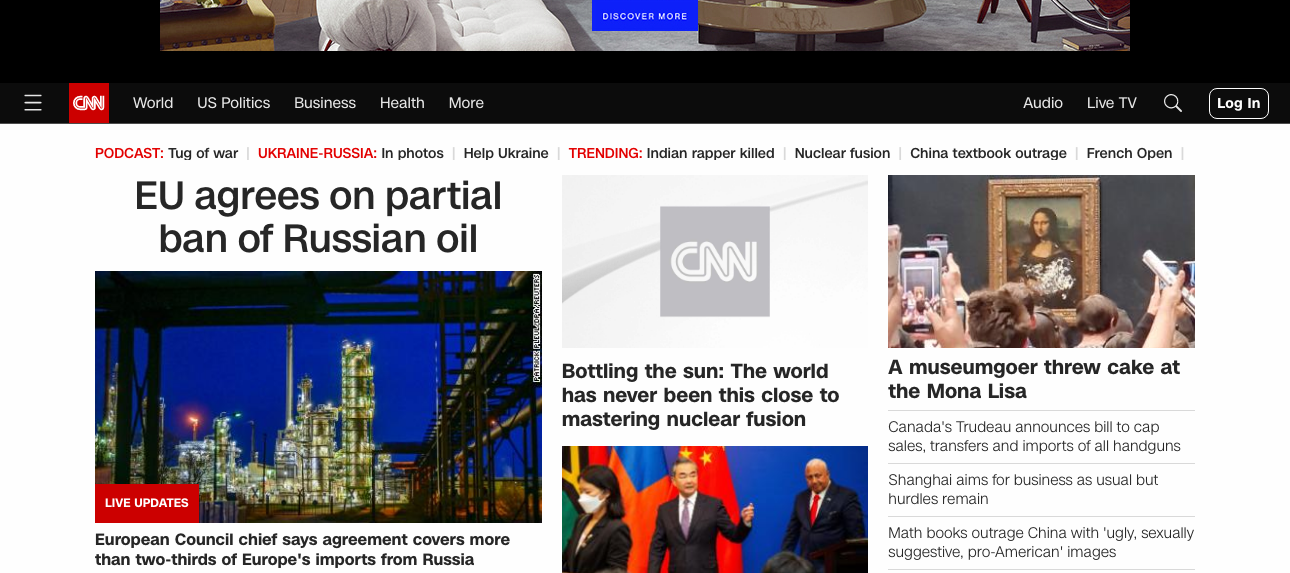 DISCOVER MORE
CNN
World
US Politics
Business
Health
More
Audio
Live TV
Log In
PODCAST: Tug of war
UKRAINE-RUSSIA: In photos
Help Ukraine
TRENDING: Indian rapper killed
Nuclear fusion
China textbook outrage
French Open
EU agrees on partial
ban of Russian oil
PATRICK PLEUL/DPA/REUTERS
LIVE UPDATES
European Council chief says agreement covers more
than two-thirds of Europe's imports from Russia
CNN
Bottling the sun: The world
has never been this close to
mastering nuclear fusion
A museumgoer threw cake at
the Mona Lisa
Canada's Trudeau announces bill to cap
sales, transfers and imports of all handguns
Shanghai aims for business as usual but
hurdles remain
Math books outrage China with 'ugly, sexually
suggestive, pro-American' images